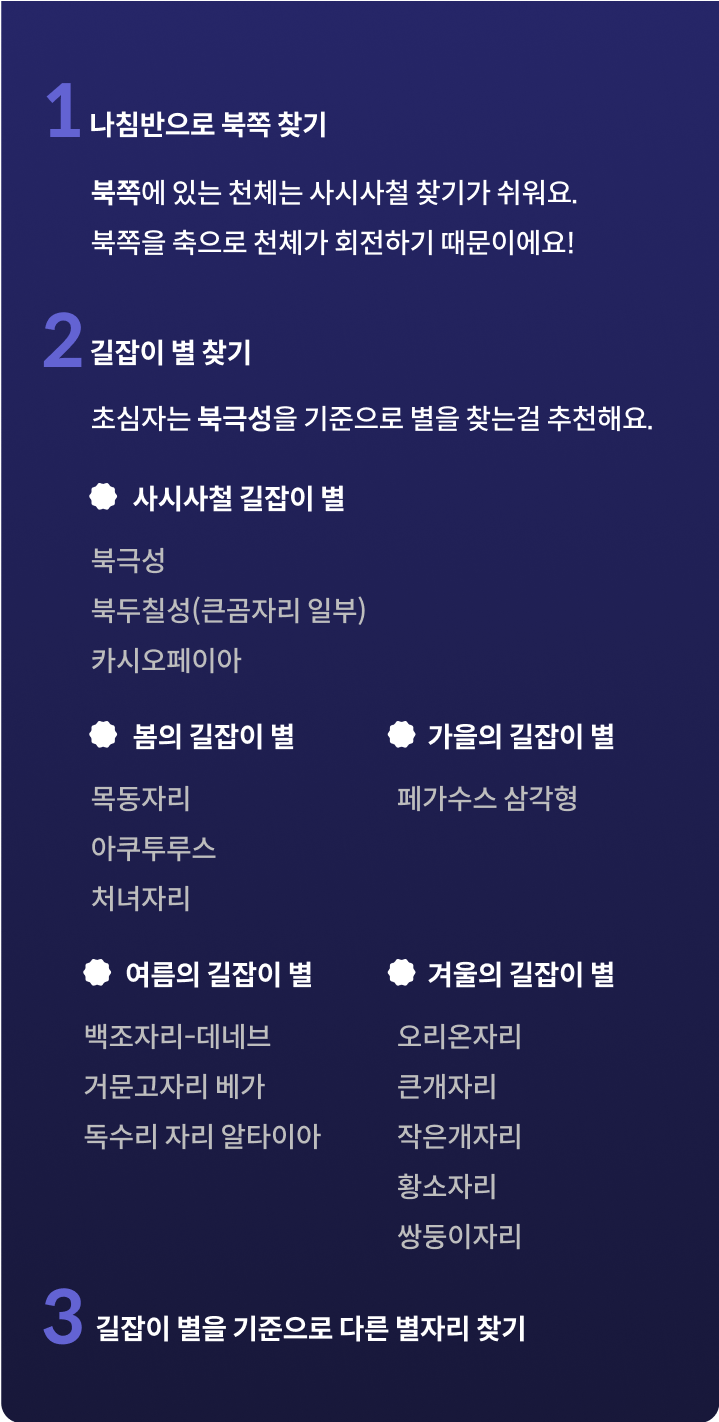 1 나침반으로 북쪽 찾기
북쪽에 있는 천체는 사시사철 찾기가 쉬워요.
북쪽을 축으로 천체가 회전하기 때문이에요!
2 길잡이 별 찾기
초심자는 북극성을 기준으로 별을 찾는걸 추천해요.
사시사철 길잡이 별
북극성
북두칠성(큰곰자리 일부)
카시오페이아
봄의 길잡이 별
목동자리
아쿠투루스
처녀자리
가을의 길잡이 별
페가수스 삼각형
여름의 길잡이 별
백조자리-데네브
거문고자리 베가
독수리 자리 알타이아
겨울의 길잡이 별
오리온자리
큰개자리
작은개자리
황소자리
쌍둥이자리
3 길잡이 별을 기준으로 다른 별자리 찾기